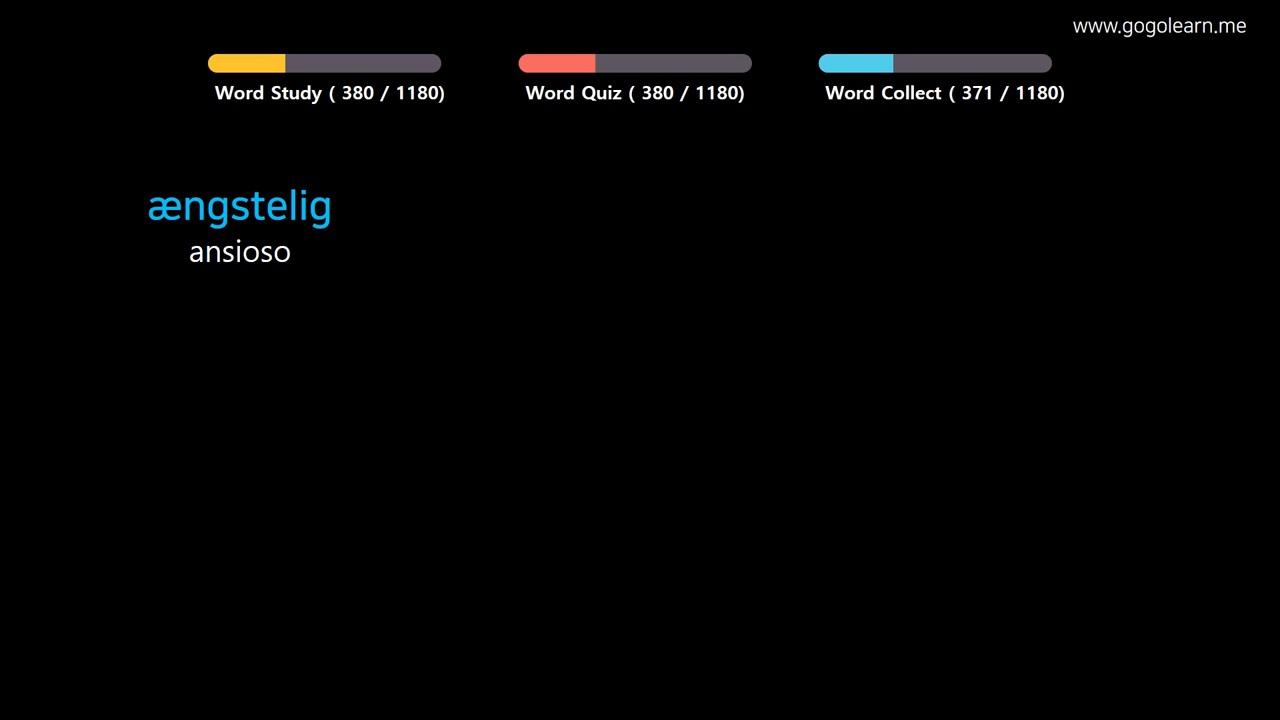 www.gogolearn.me
Word Study ( 380 / 1180)
Word Quiz ( 380 / 1180)
Word Collect ( 371 / 1180)
ængstelig
ansioso